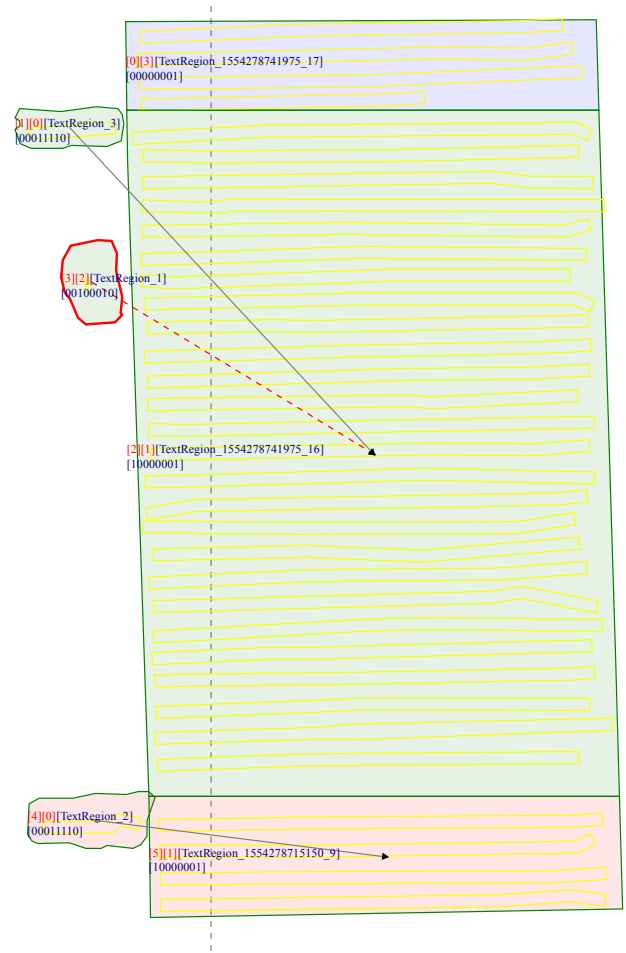 [0][3][TextRegion_1554278741975_17]
[00000001]
[1][0][TextRegion_3]
[00011110]
[3][2][TextRegion_1]
[00100010]
[2][1][TextRegion_1554278741975_16]
[10000001]
[4][0][TextRegion_2]
[00011110]
[5][1][TextRegion_1554278715150_9]
[10000001]